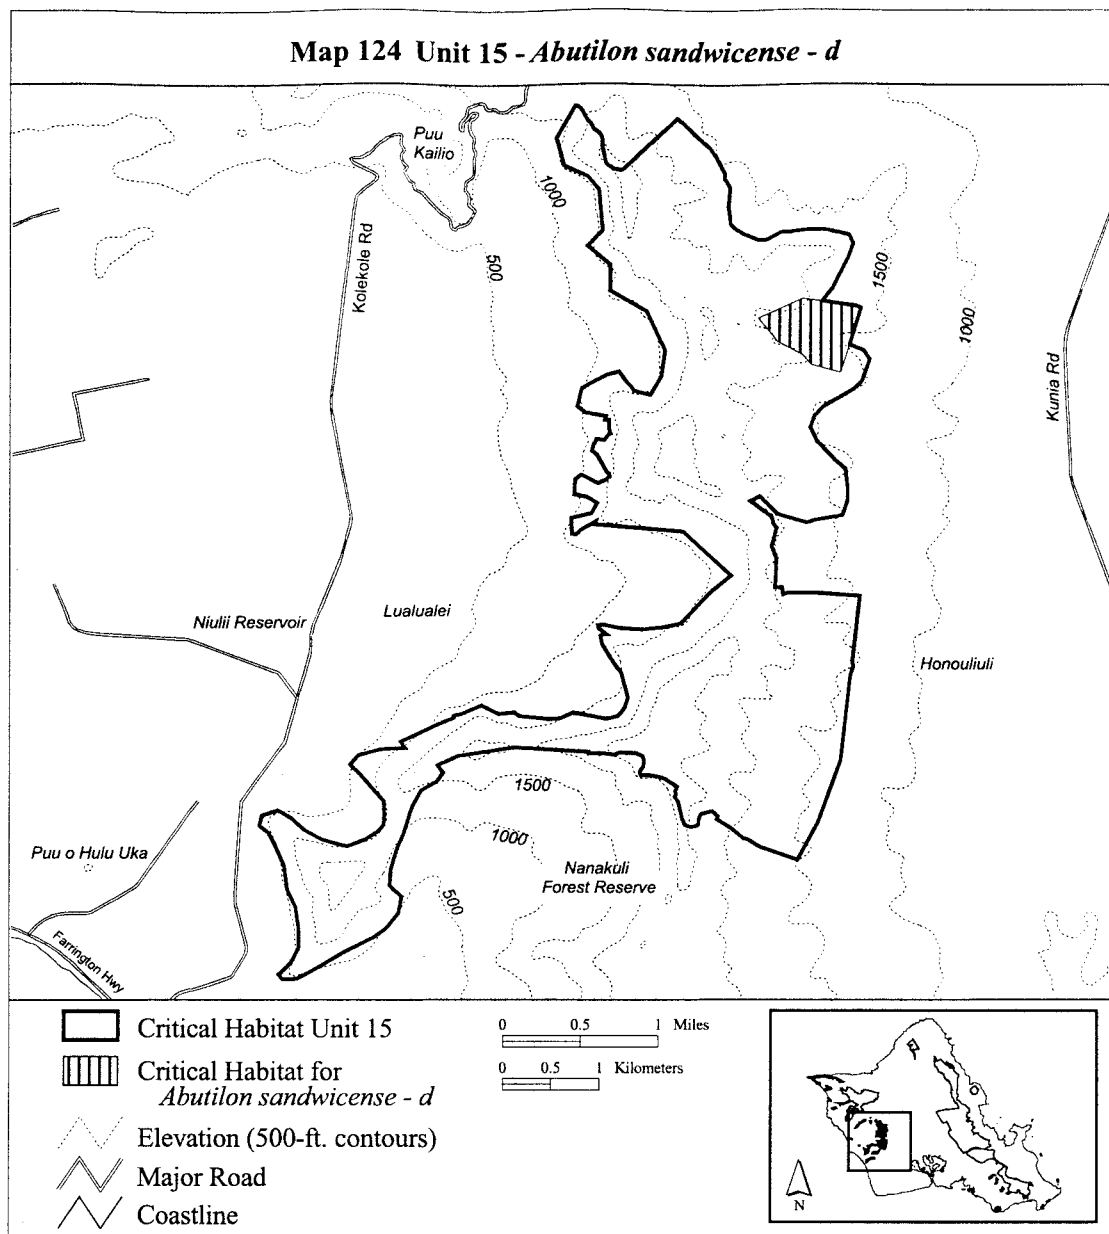 Map 124 Unit 15 - Abutilon sandwicense - d
Puu
Kailio
1000
Kolekole Rd
500
1500
1000
Kunia Rd
Niulii Reservoir
Lualualei
Honouliuli
1500
1000
Puu o Hulu Uka
Nanakuli
Forest Reserve
500
Farrington Hwy
Critical Habitat Unit 15
Critical Habitat for
Abutilon sandwicense - d
Elevation (500-ft. contours)
Major Road
Coastline
0 0.5 1 Miles
0 0.5 1 Kilometers
N